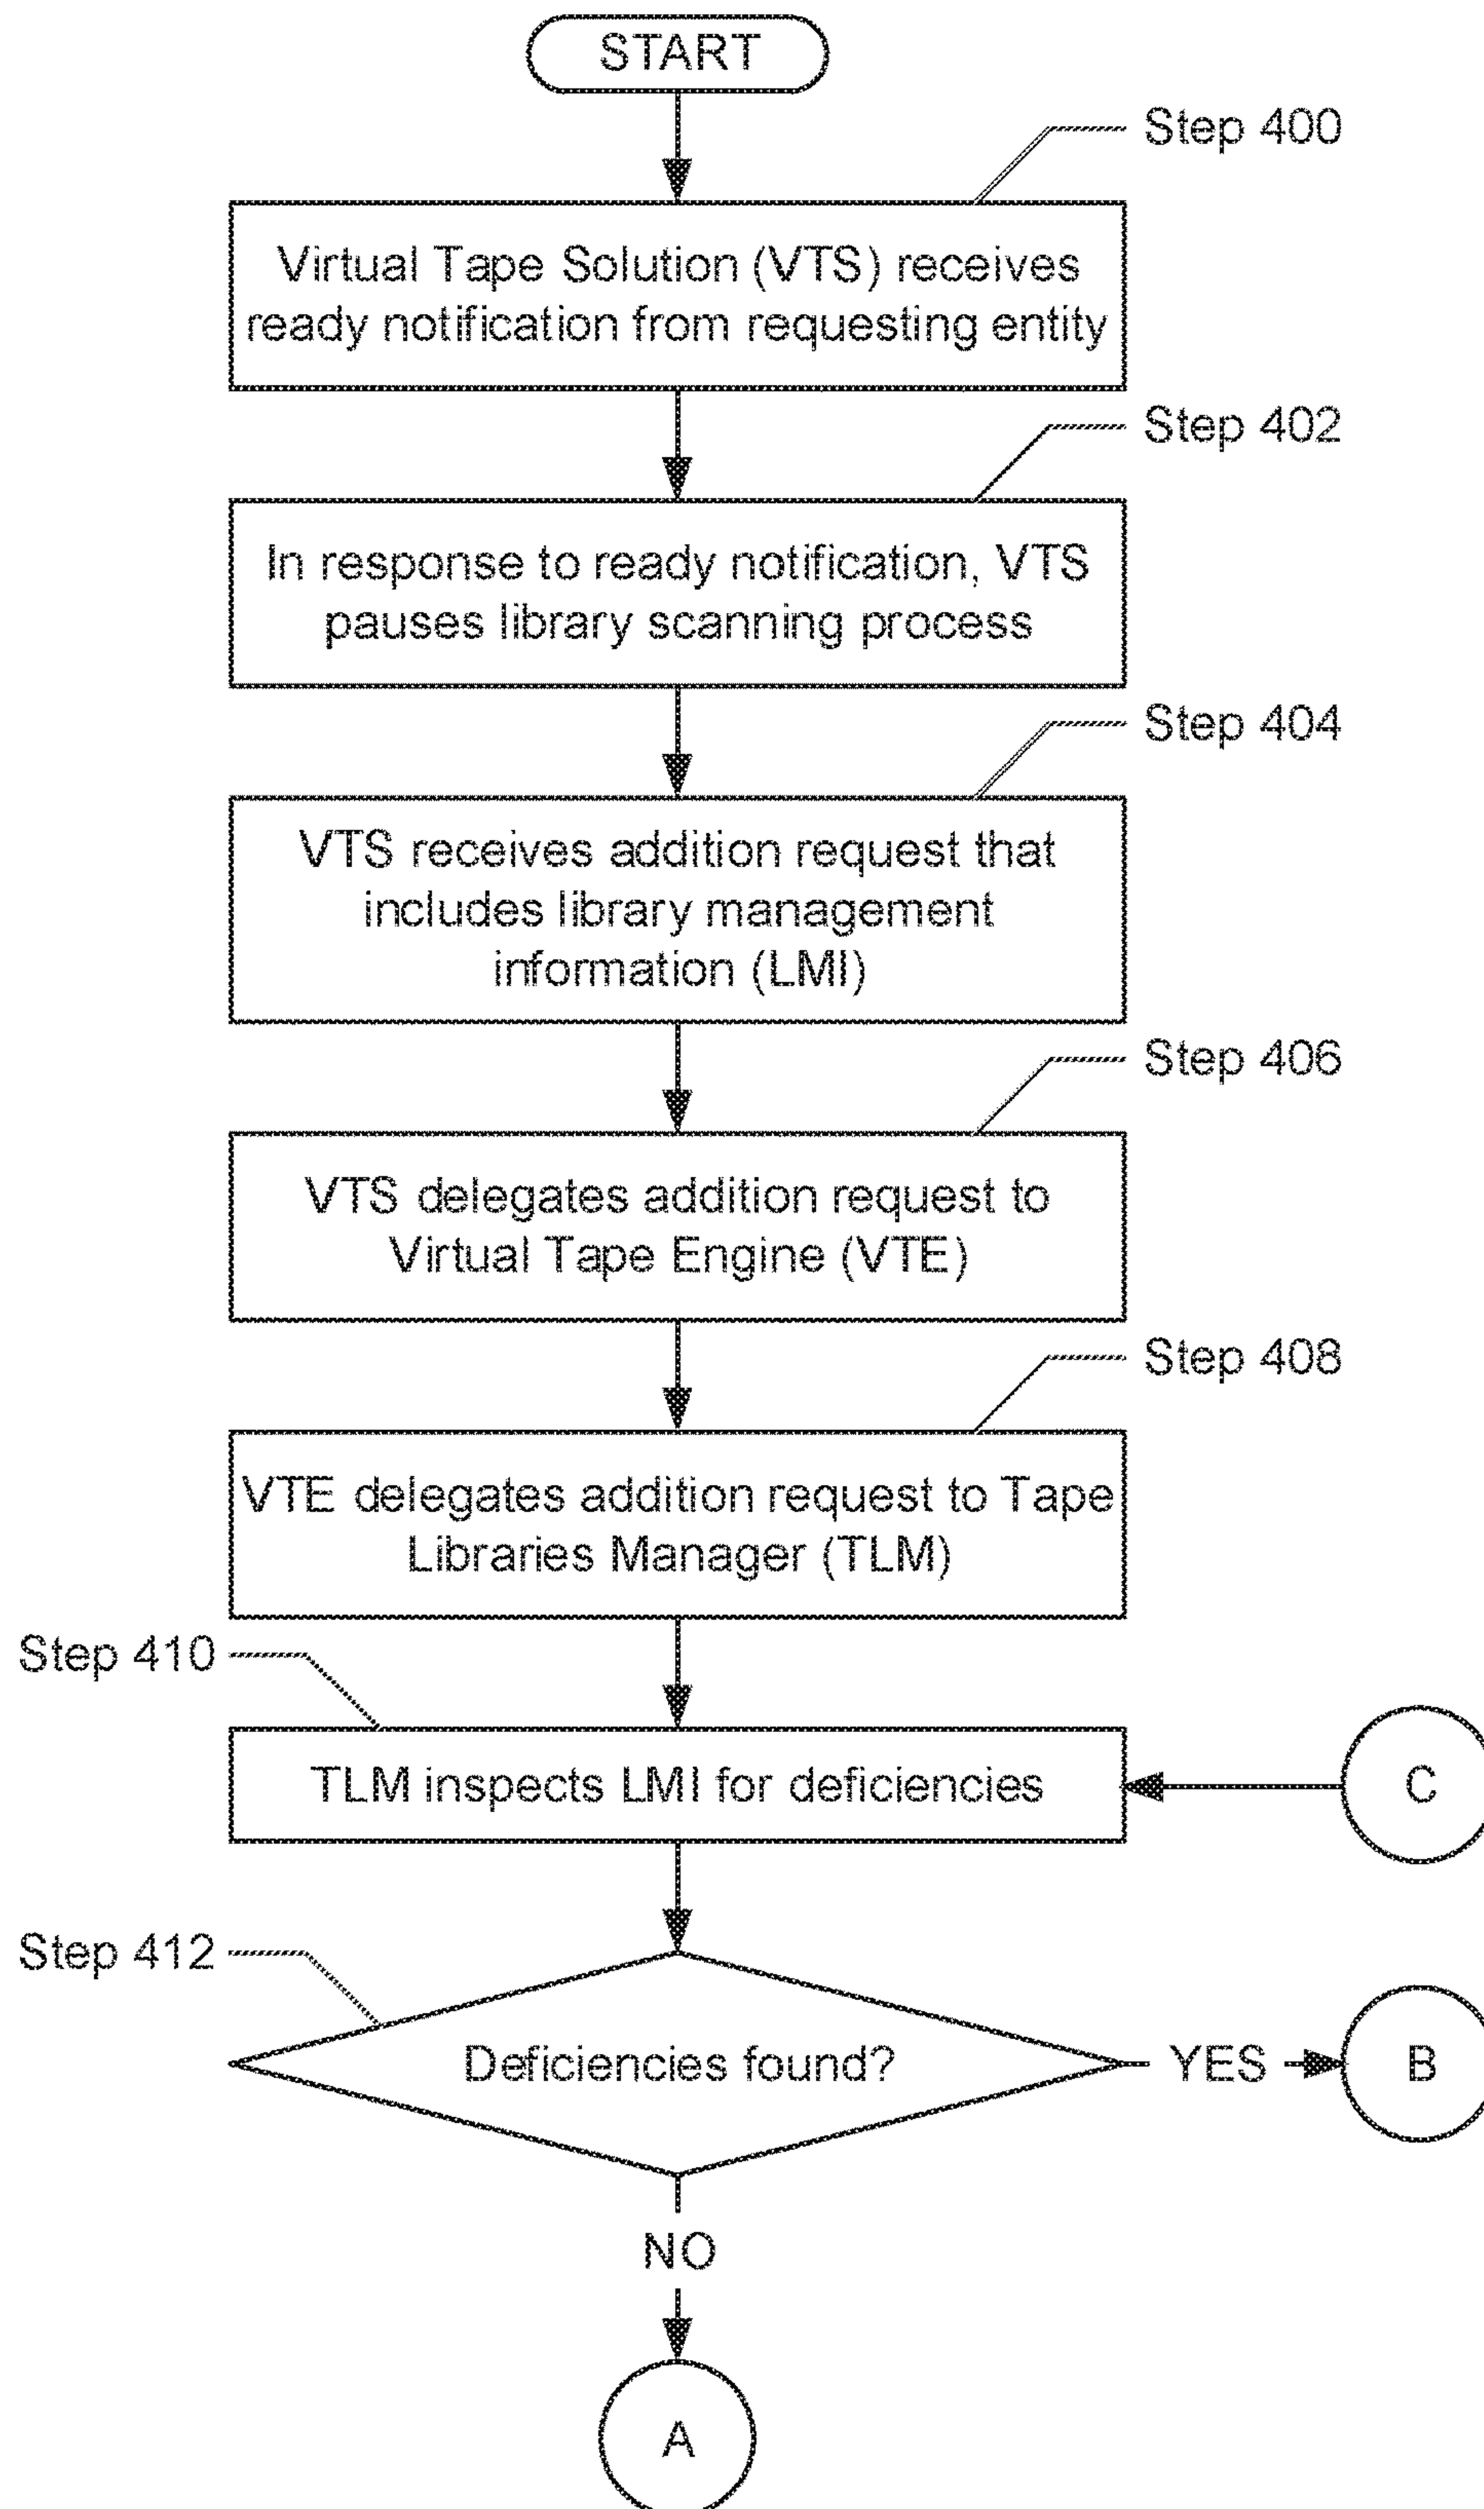 START
Step 400
Virtual Tape Solution (VTS) receives
ready notification from requesting entity
Step 402
In response to ready notification, VTS
pauses library scanning process
Step 404
VTS receives addition request that
includes library management
information (LMI)
Step 406
VTS delegates addition request to
Virtual Tape Engine (VTE)
Step 408
VTE delegates addition request to Tape
Libraries Manager (TLM)
Step 410
TLM inspects LMI for deficiencies
C
Step 412
Deficiencies found?
YES
B
NO
A